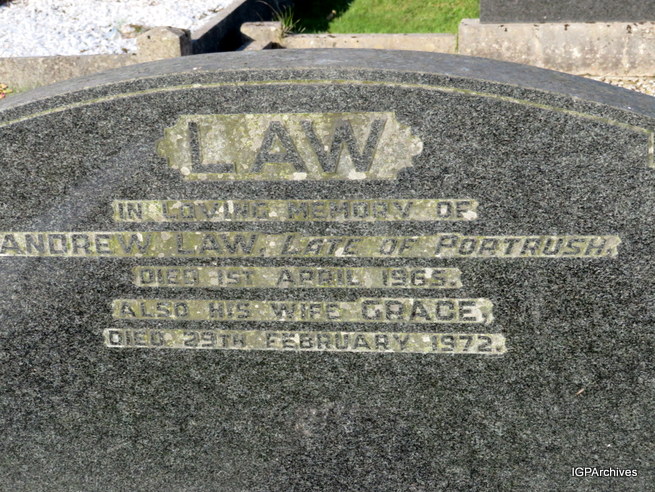 LAW
IN LOVING MEMORY OF
ANDREW LAW, LATE OF PORTRUSH.
DIED 1ST APRIL 1965.
ALSO HIS WIFE GRACE,
DIED 29TH FEBRUARY 1972.
IGPArchives